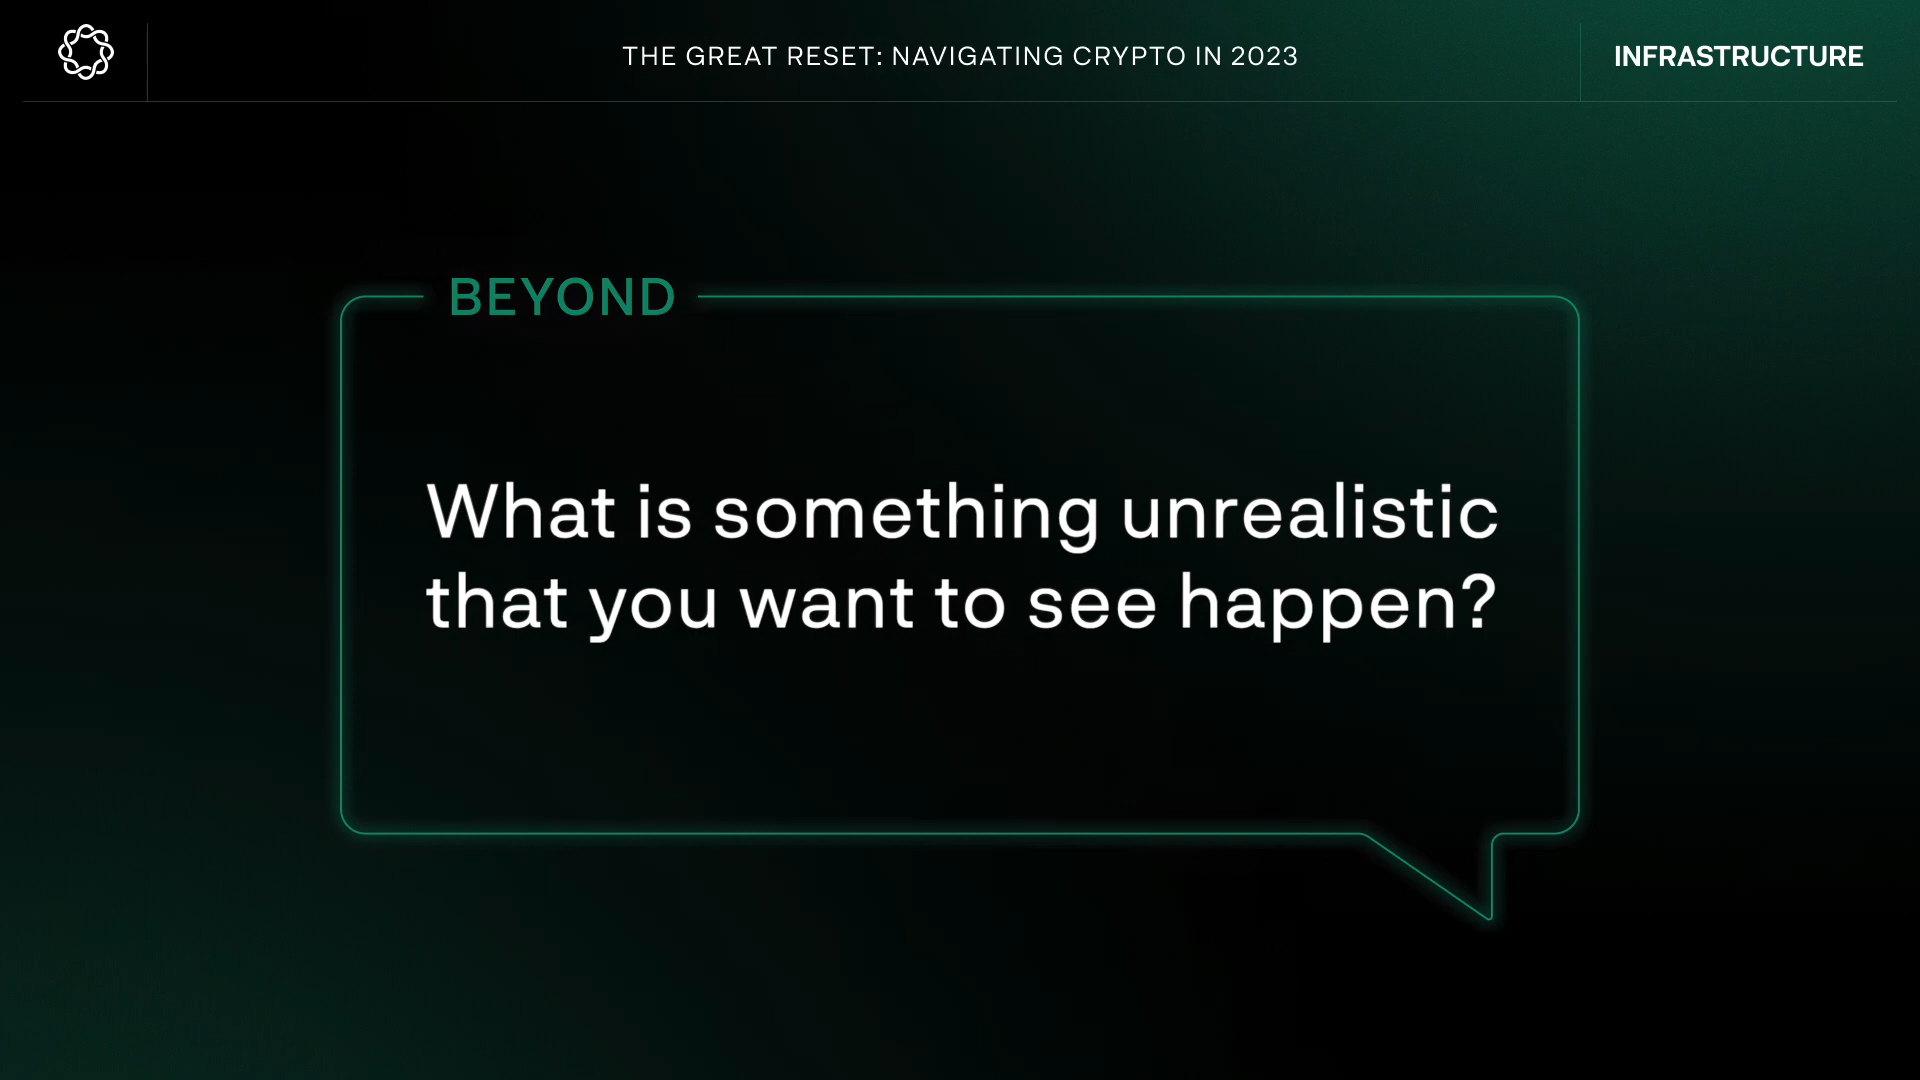 THE GREAT RESET: NAVIGATING CRYPTO IN 2023
INFRASTRUCTURE
BEYOND
What is something unrealistic
that you want to see happen?